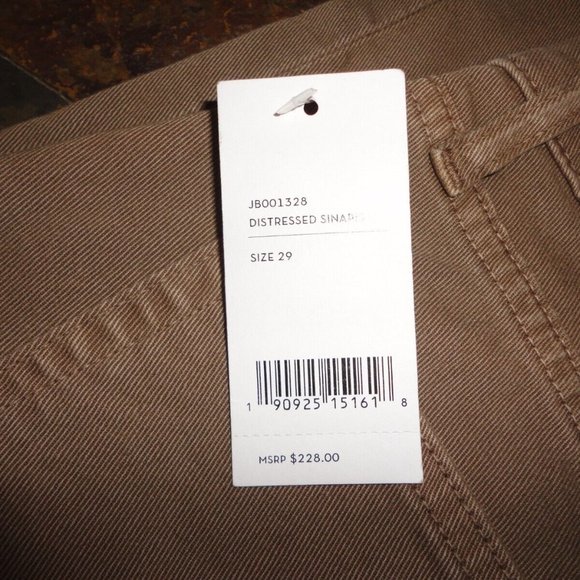 JB001328
DISTRESSED
SIZE 29
1 90925 15161 8
MSRP $228.00